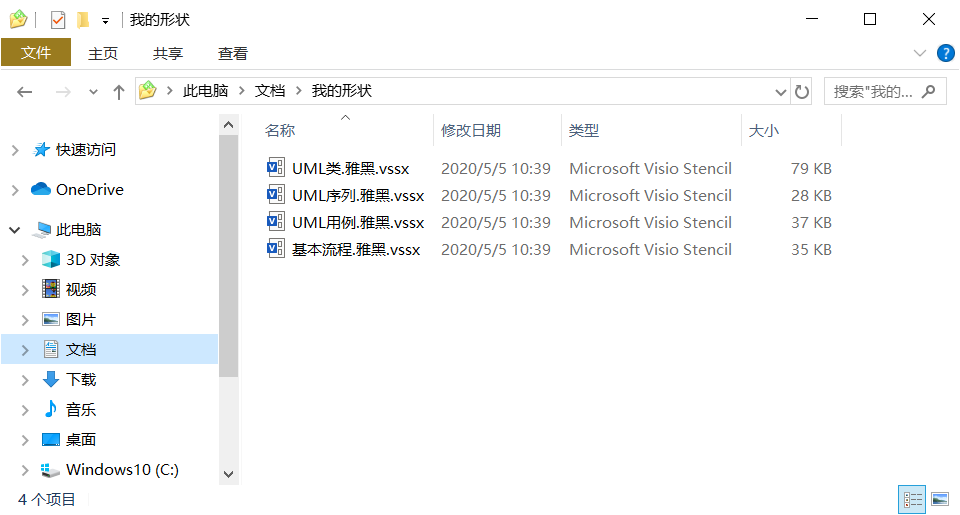 我的形状
文件 主页 共享 查看
此电脑 文档 我的形状 搜索"我的...
名称 修改日期 类型 大小
UML类.雅黑.vssx 2020/5/5 10:39 Microsoft Visio Stencil 79 KB
UML序列.雅黑.vssx 2020/5/5 10:39 Microsoft Visio Stencil 28 KB
UML用例.雅黑.vssx 2020/5/5 10:39 Microsoft Visio Stencil 37 KB
基本流程.雅黑.vssx 2020/5/5 10:39 Microsoft Visio Stencil 35 KB
快速访问
OneDrive
此电脑
3D 对象
视频
图片
文档
下载
音乐
桌面
Windows10 (C:)
4 个项目